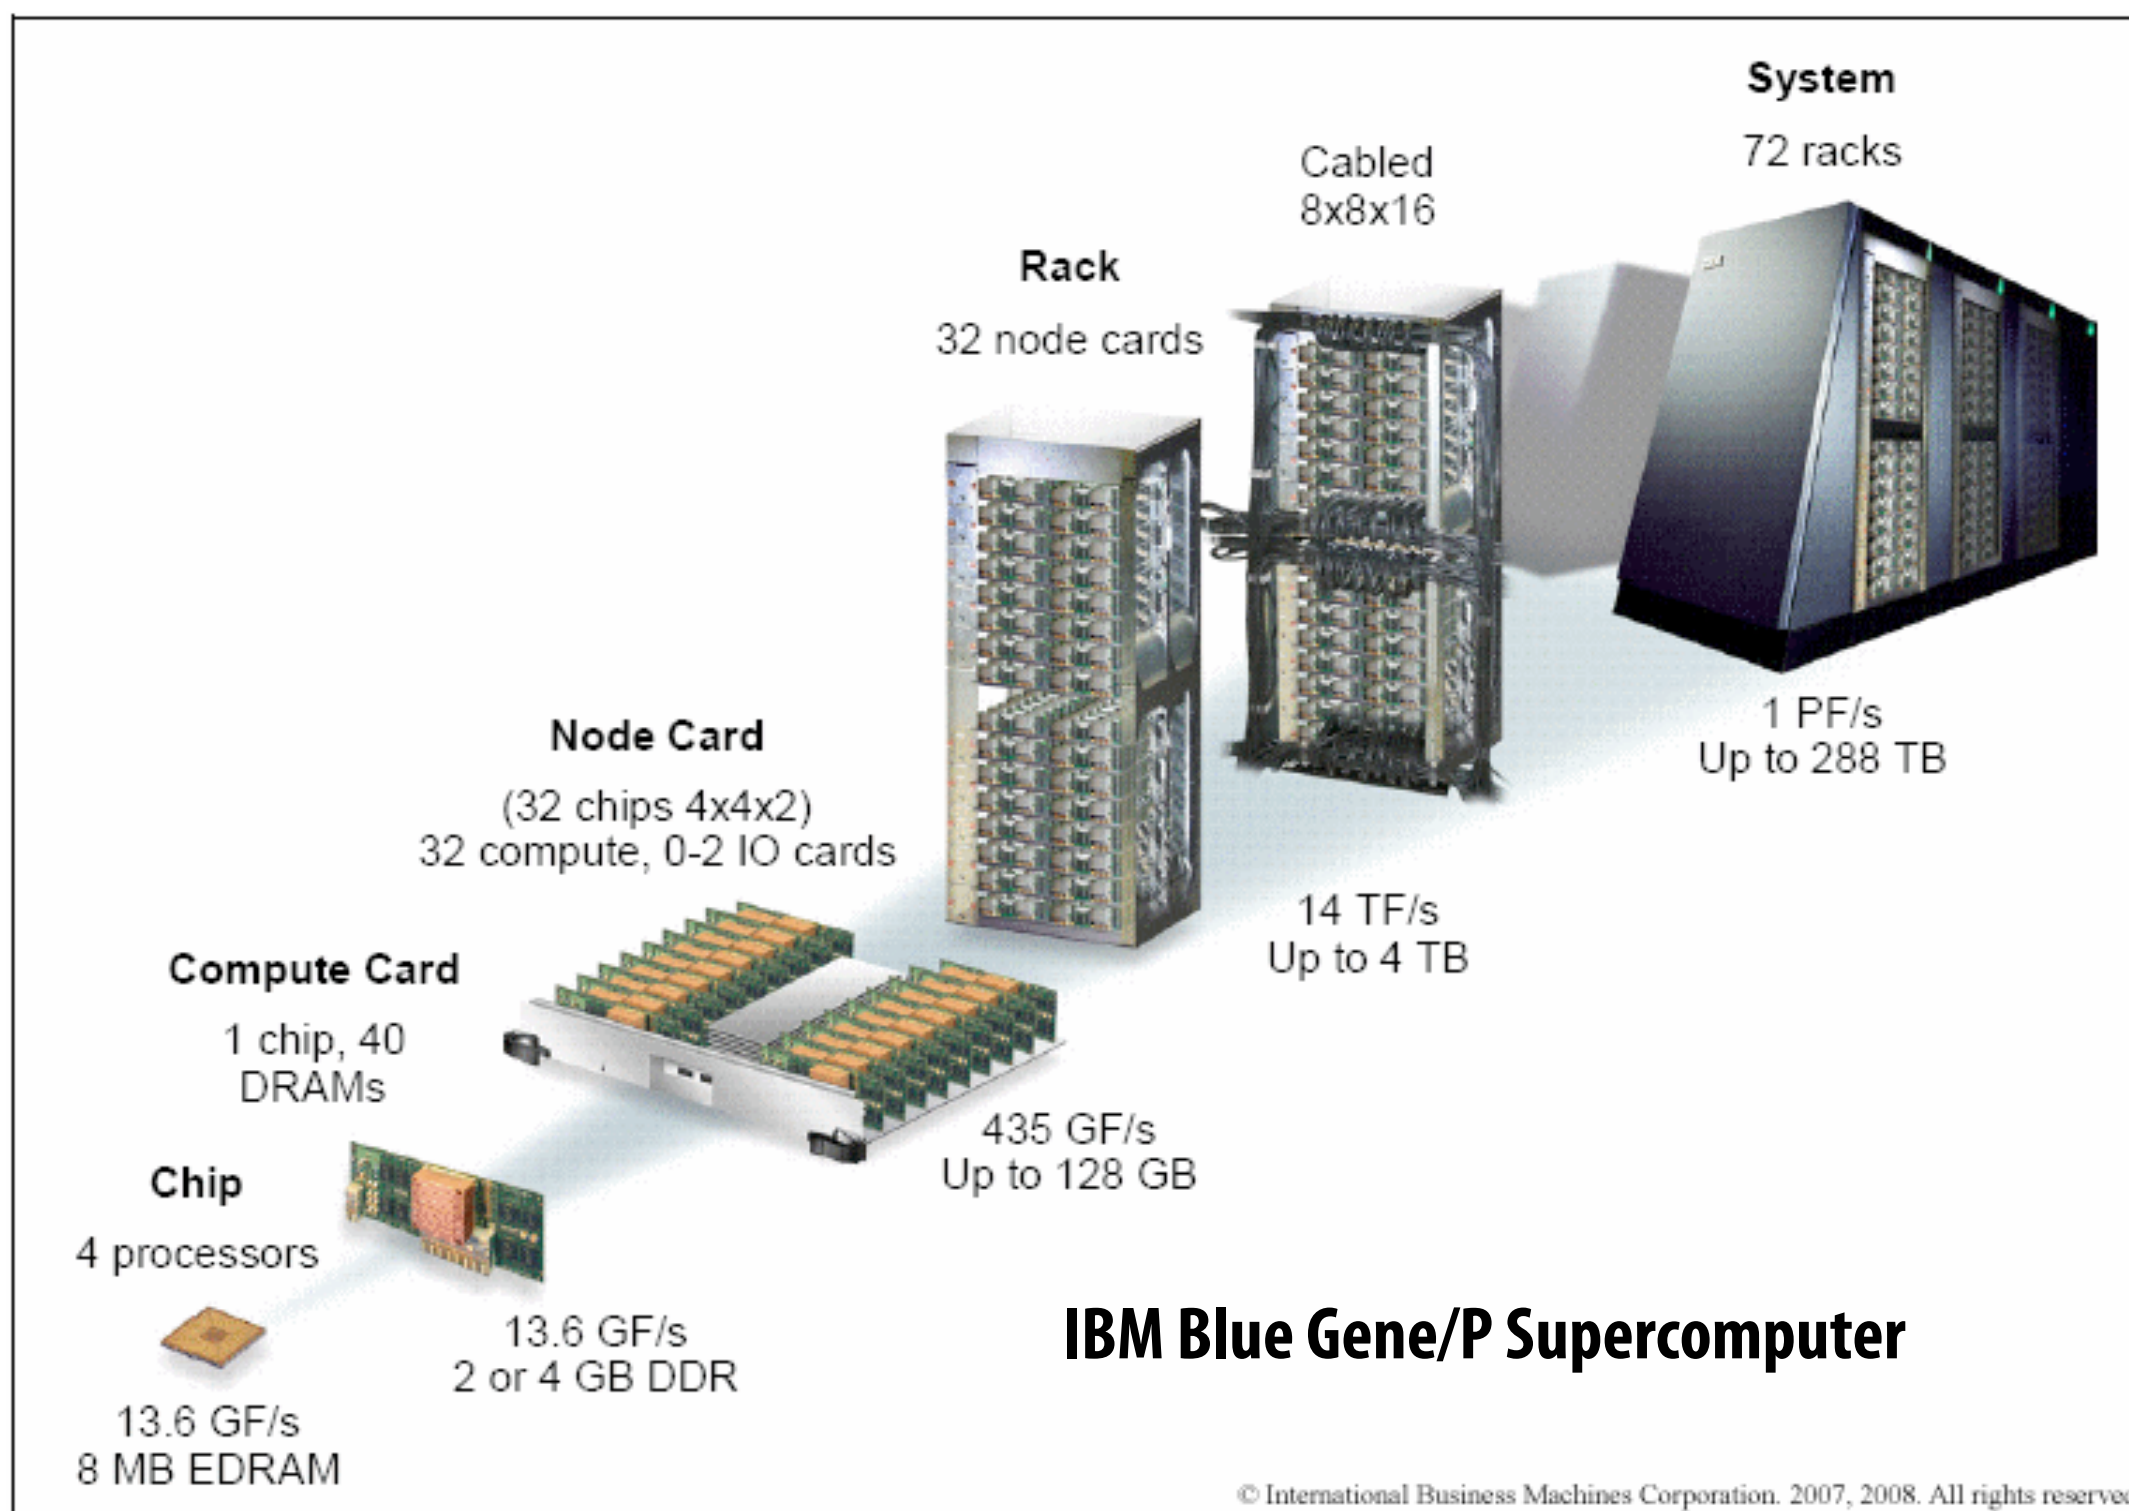 System
72 racks
Cabled
8x8x16
Rack
32 node cards
1 PF/s
Up to 288 TB
Node Card
(32 chips 4x4x2)
32 compute, 0-2 IO cards
14 TF/s
Up to 4 TB
Compute Card
1 chip, 40
DRAMs
435 GF/s
Up to 128 GB
Chip
4 processors
13.6 GF/s
2 or 4 GB DDR
13.6 GF/s
8 MB EDRAM
IBM Blue Gene/P Supercomputer
© International Business Machines Corporation. 2007, 2008. All rights reserved